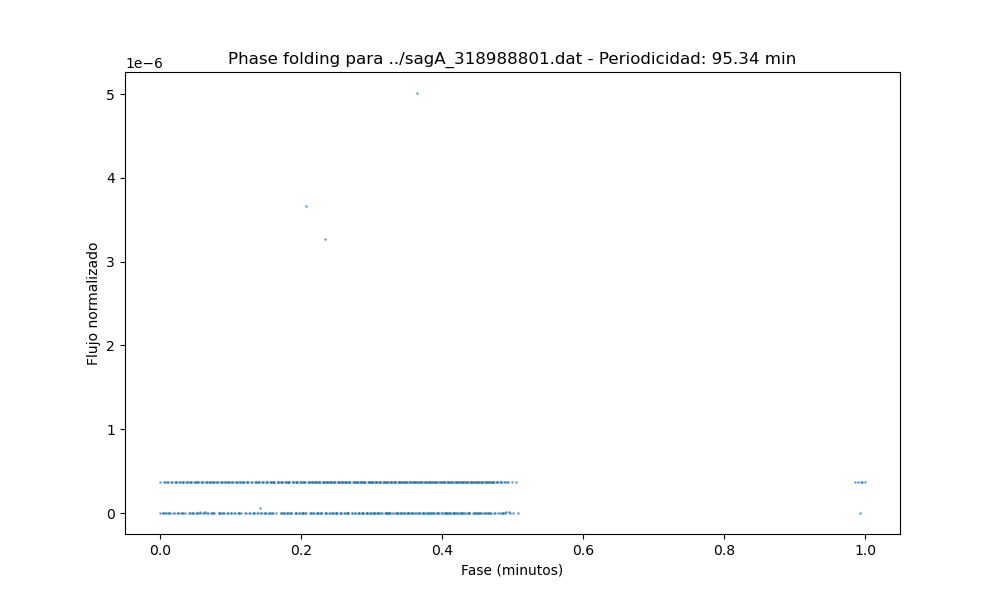 Phase folding para ../sagA_318988801.dat - Periodicidad: 95.34 min
1e−6
5
4
3
2
1
0
Flujo normalizado
0.0 0.2 0.4 0.6 0.8 1.0
Fase (minutos)